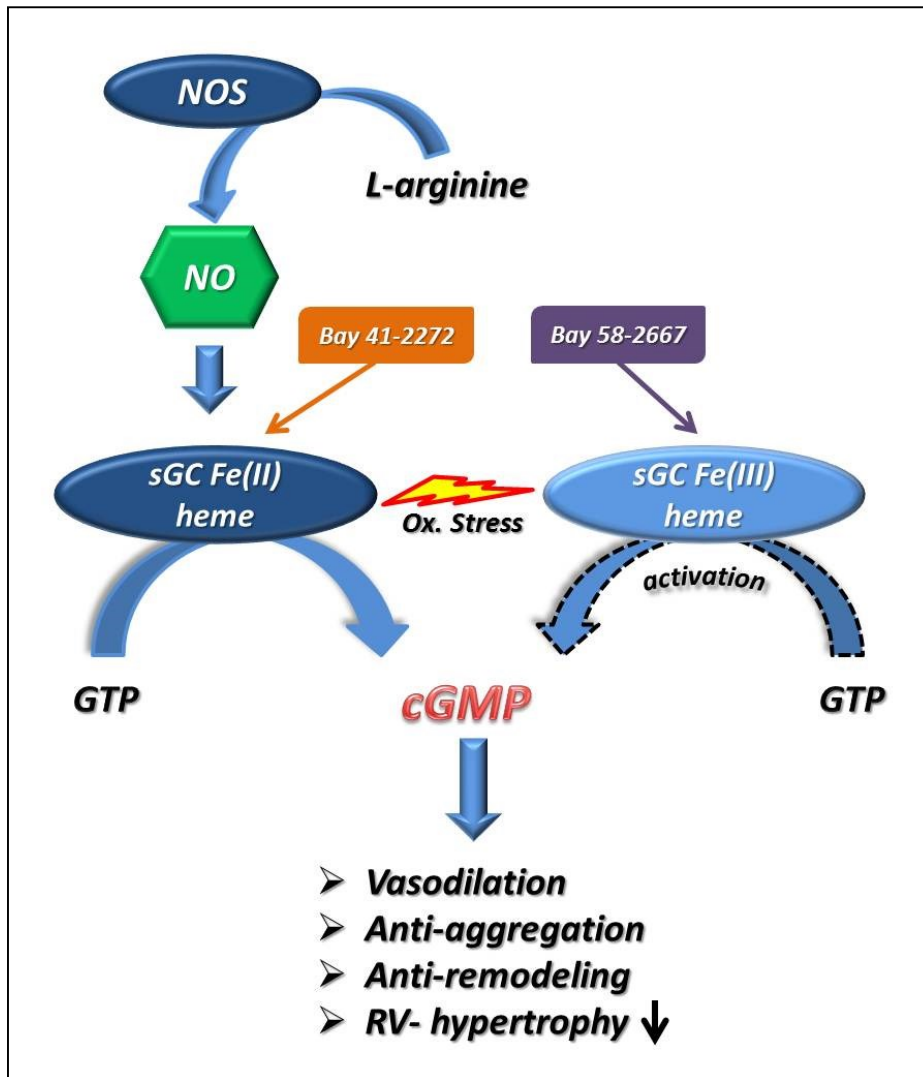 NOS
L-arginine
NO
Bay 41-2272
Bay 58-2667
sGC Fe(II)
heme
Ox. Stress
sGC Fe(III)
heme
activation
GTP
cGMP
GTP
➢ Vasodilation
➢ Anti-aggregation
➢ Anti-remodeling
➢ RV- hypertrophy ↓